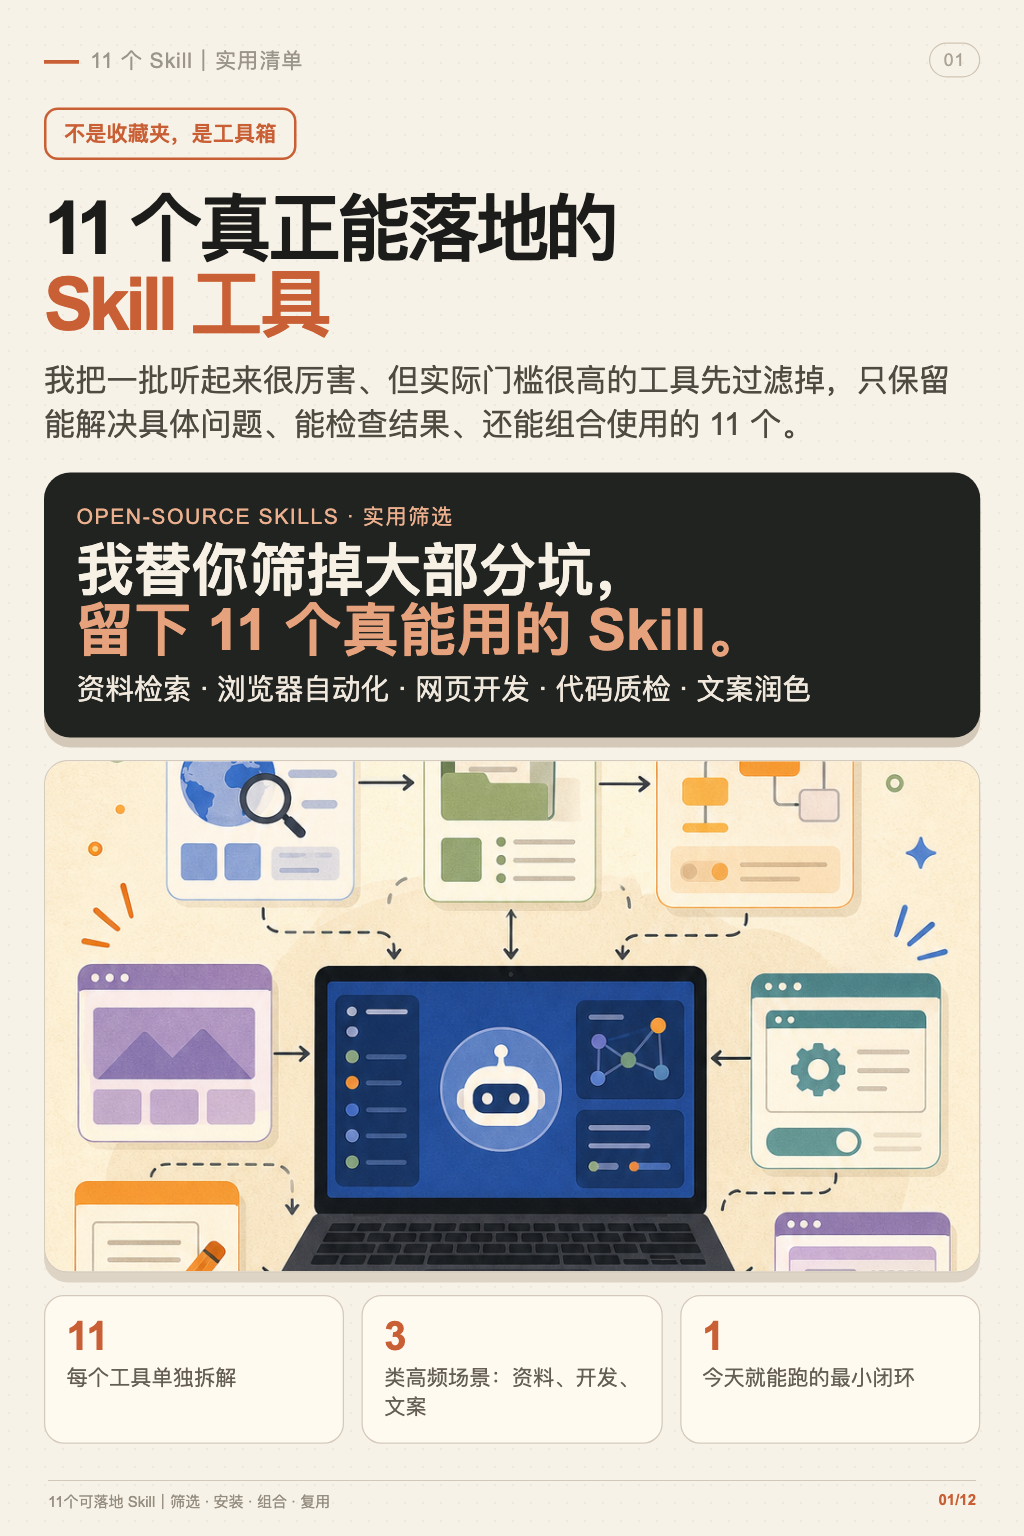 11 个 Skill | 实用清单
01
不是收藏夹，是工具箱
11 个真正能落地的
Skill 工具
我把一批听起来很厉害、但实际门槛很高的工具先过滤掉，只保留
能解决具体问题、能检查结果、还能组合使用的 11 个。
OPEN-SOURCE SKILLS · 实用筛选
我替你筛掉大部分坑，
留下 11 个真能用的 Skill。
资料检索 · 浏览器自动化 · 网页开发 · 代码质检 · 文案润色
11
每个工具单独拆解
3
类高频场景：资料、开发、
文案
1
今天就能跑的最小闭环
11个可落地 Skill | 筛选 · 安装 · 组合 · 复用
01/12